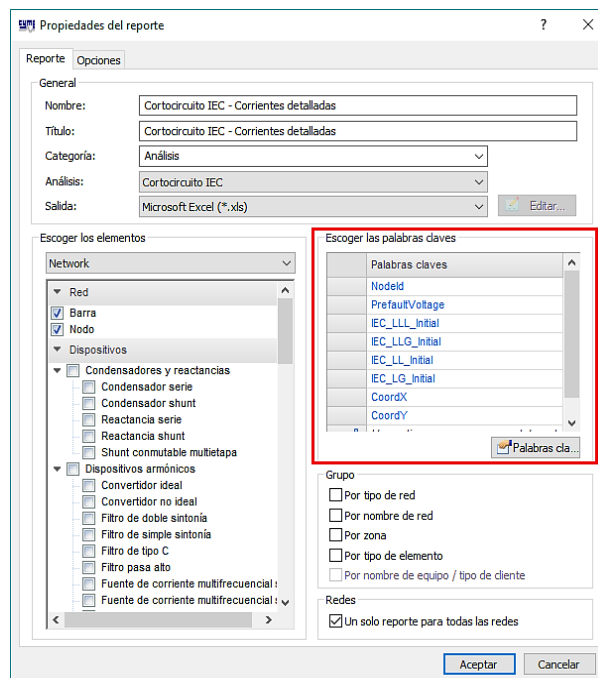 Propiedades del reporte
Reporte
Opciones
General
Nombre:
Cortocircuito IEC - Corrientes detalladas
Título:
Cortocircuito IEC - Corrientes detalladas
Categoría:
Análisis
Análisis:
Cortocircuito IEC
Salida:
Microsoft Excel (*.xls)
Editar...
Escoger los elementos
Network
Red
Barra
Nodo
Dispositivos
Condensadores y reactancias
Condensador serie
Condensador shunt
Reactancia serie
Reactancia shunt
Shunt conmutable multietapa
Dispositivos armónicos
Convertidor ideal
Convertidor no ideal
Filtro de doble sintonía
Filtro de simple sintonía
Filtro de tipo C
Filtro pasa alto
Fuente de corriente multifrecuencial
Fuente de corriente multifrecuencial
Escoger las palabras claves
Palabras claves
NodeId
PrefaultVoltage
IEC_LLL_Initial
IEC_LLG_Initial
IEC_LL_Initial
IEC_LG_Initial
CoordX
CoordY
Palabras cla...
Grupo
Por tipo de red
Por nombre de red
Por zona
Por tipo de elemento
Por nombre de equipo / tipo de cliente
Redes
Un solo reporte para todas las redes
Aceptar
Cancelar